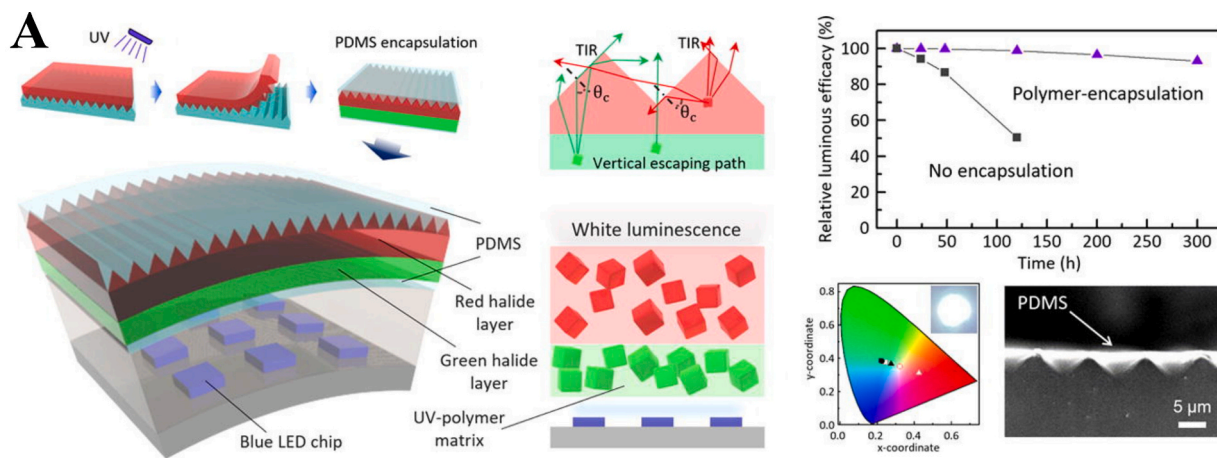 A
UV
PDMS encapsulation
TIR
TIR
θc
θc
Vertical escaping path
PDMS
Red halide
layer
Green halide
layer
UV-polymer
matrix
Blue LED chip
White luminescence
Relative luminous efficacy (%)
100
80
60
40
20
0
Polymer-encapsulation
No encapsulation
0
50
100
150
200
250
300
Time (h)
y-coordinate
0.8
0.6
0.4
0.2
0.0
0.0
0.2
0.4
0.6
x-coordinate
PDMS
5 μm